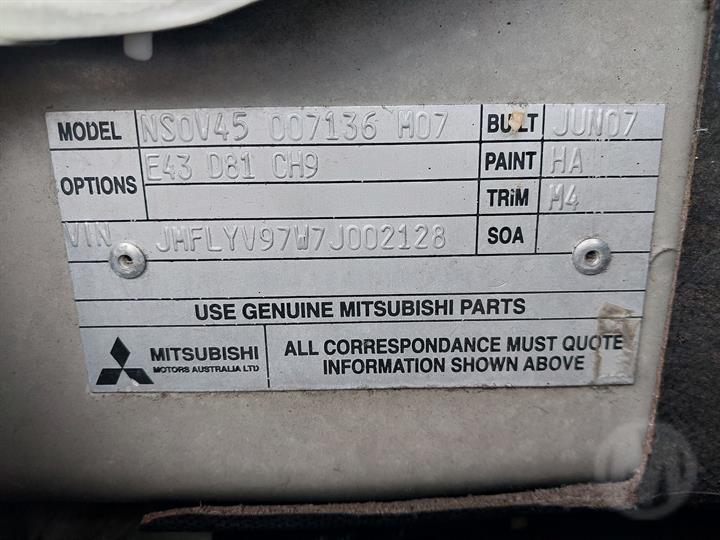 MODEL NS0V45 007136 M07 BUILT JUN07
OPTIONS E43 D81 CH9 PAINT HA
TRiM M4
VIN JMFLYV97W7J002128 SOA
USE GENUINE MITSUBISHI PARTS
MITSUBISHI
MOTORS AUSTRALIA LTD
ALL CORRESPONDANCE MUST QUOTE
INFORMATION SHOWN ABOVE